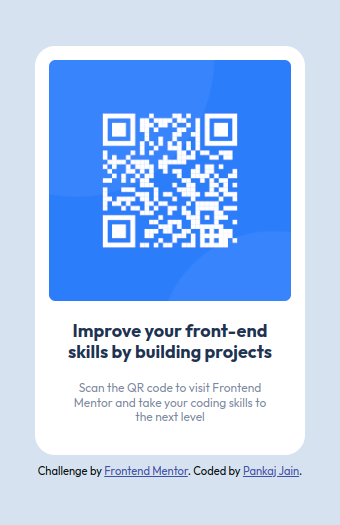 Improve your front-end
skills by building projects
Scan the QR code to visit Frontend
Mentor and take your coding skills to
the next level
Challenge by Frontend Mentor. Coded by Pankaj Jain.